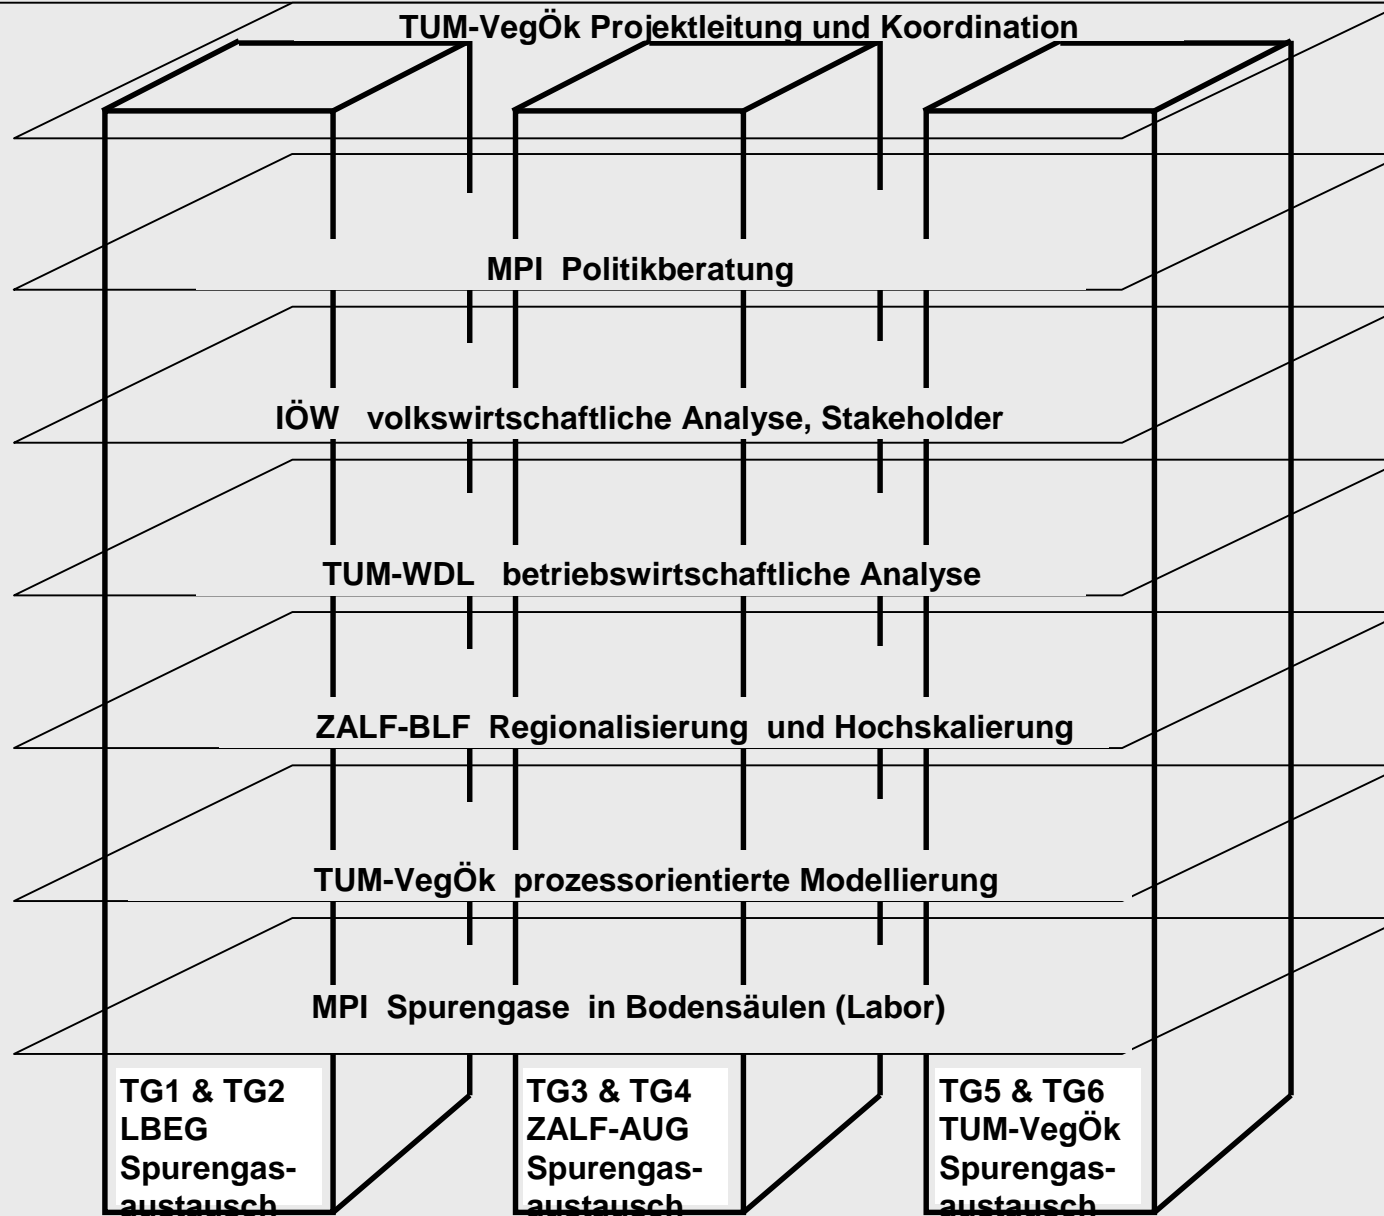 TUM-VegÖk Projektleitung und Koordination
MPI Politikberatung
IÖW volkswirtschaftliche Analyse, Stakeholder
TUM-WDL betriebswirtschaftliche Analyse
ZALF-BLF Regionalisierung und Hochskalierung
TUM-VegÖk prozessorientierte Modellierung
MPI Spurengase in Bodensäulen (Labor)
TG1 & TG2
LBEG
Spurengas-
austausch
TG3 & TG4
ZALF-AUG
Spurengas-
austausch
TG5 & TG6
TUM-VegÖk
Spurengas-
austausch